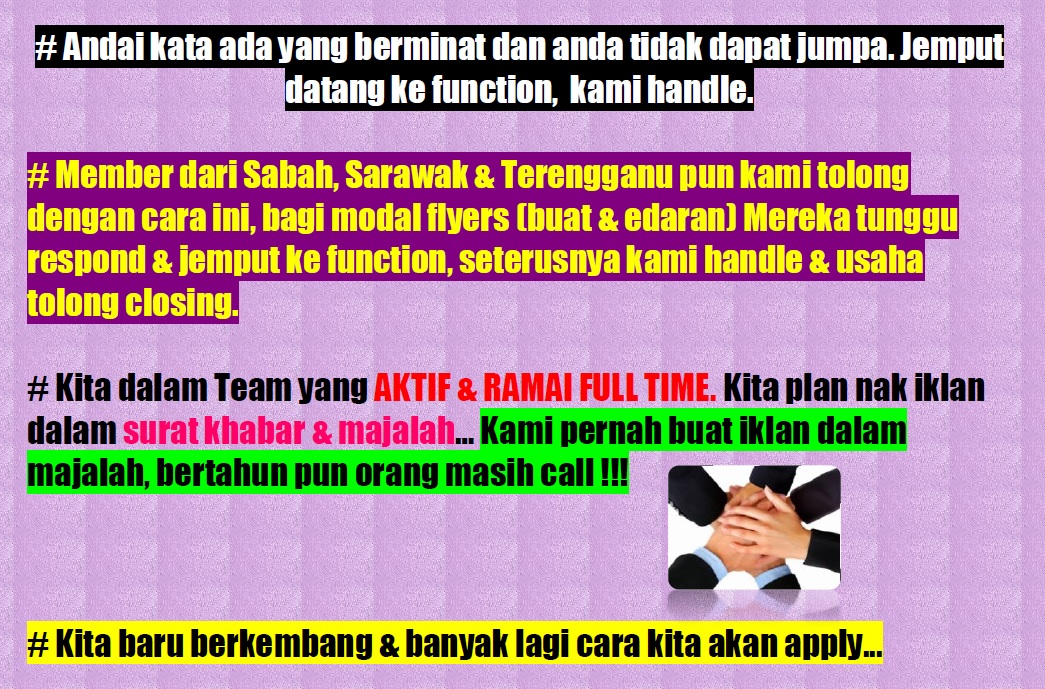 # Andai kata ada yang berminat dan anda tidak dapat jumpa. Jemput
datang ke function, kami handle.
# Member dari Sabah, Sarawak & Terengganu pun kami tolong
dengan cara ini, bagi modal flyers (buat & edaran) Mereka tunggu
respond & jemput ke function, seterusnya kami handle & usaha
tolong closing.
# Kita dalam Team yang AKTIF & RAMAI FULL TIME. Kita plan nak iklan
dalam surat khabar & majalah... Kami pernah buat iklan dalam
majalah, bertahun pun orang masih call !!!
# Kita baru berkembang & banyak lagi cara kita akan apply...